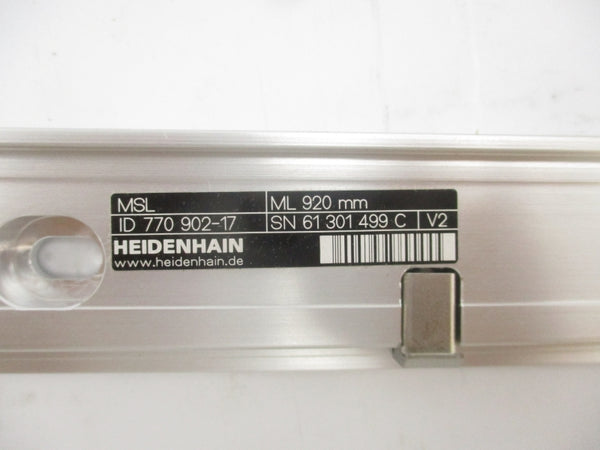 MSL ML 920 mm
ID 770 902-17 SN 61 301 499 C V2
HEIDENHAIN
www.heidenhain.de